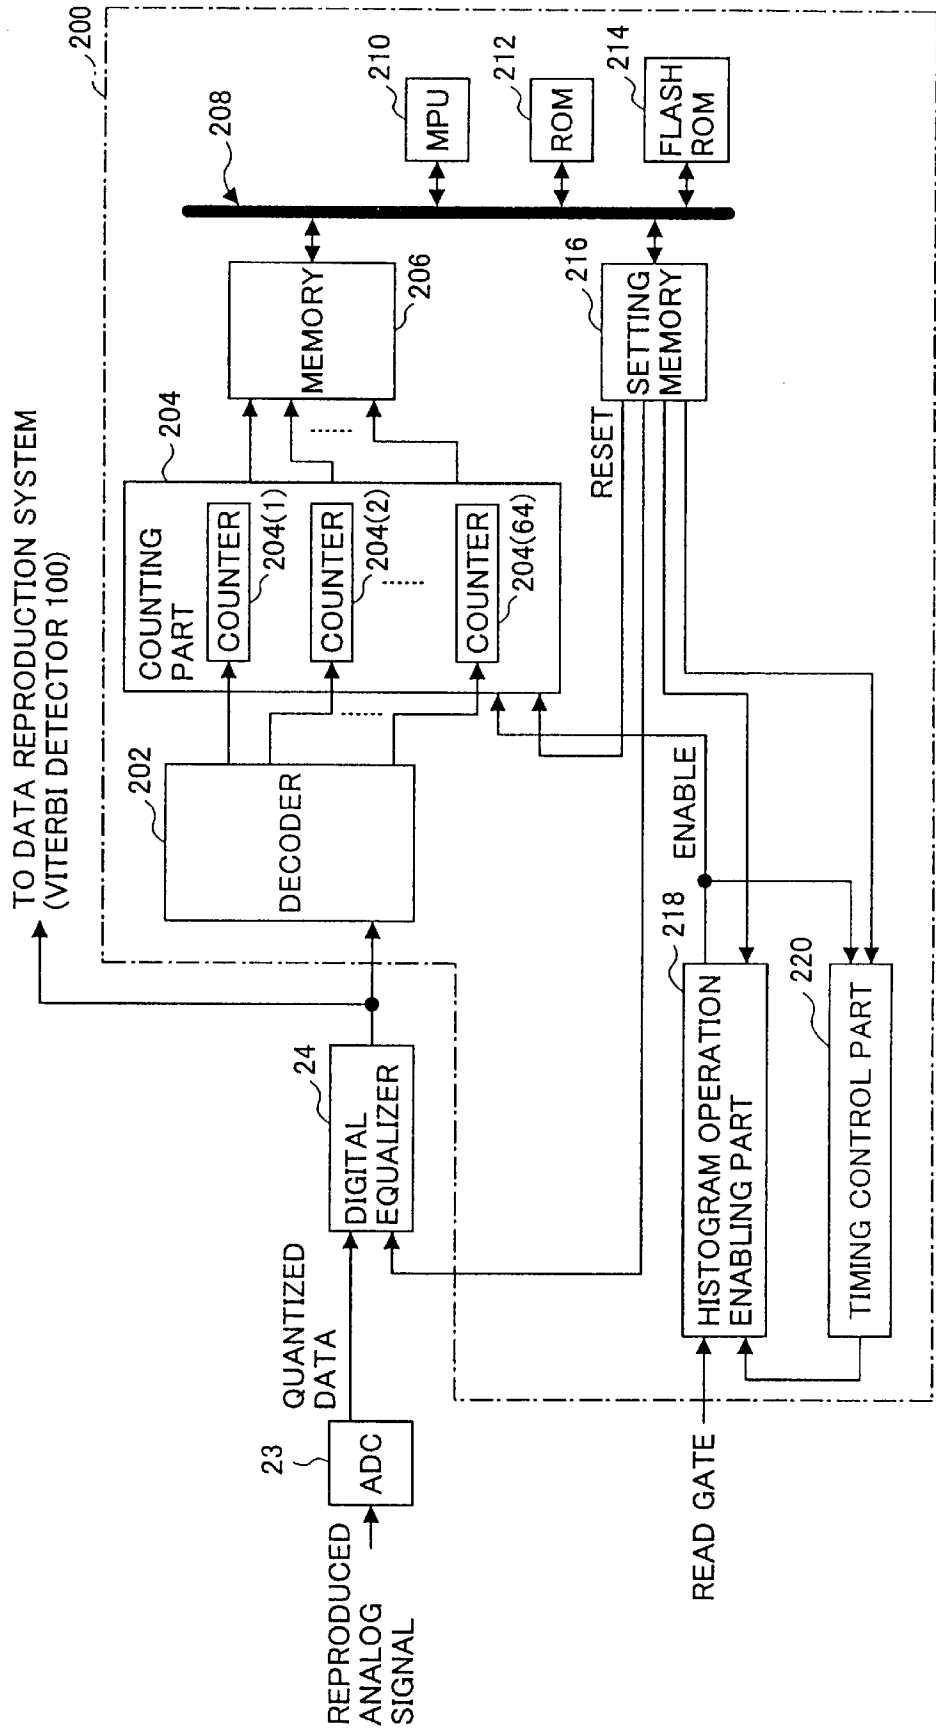 TO DATA REPRODUCTION SYSTEM
(VITERBI DETECTOR 100)
200
202
DECODER
204
COUNTING
PART
COUNTER
204(1)
COUNTER
204(2)
COUNTER
204(64)
MEMORY
206
208
MPU
210
ROM
212
FLASH
ROM
214
216
SETTING
MEMORY
RESET
ENABLE
REPRODUCED
ANALOG
SIGNAL
23
ADC
QUANTIZED
DATA
24
DIGITAL
EQUALIZER
READ GATE
218
HISTOGRAM OPERATION
ENABLING PART
220
TIMING CONTROL PART